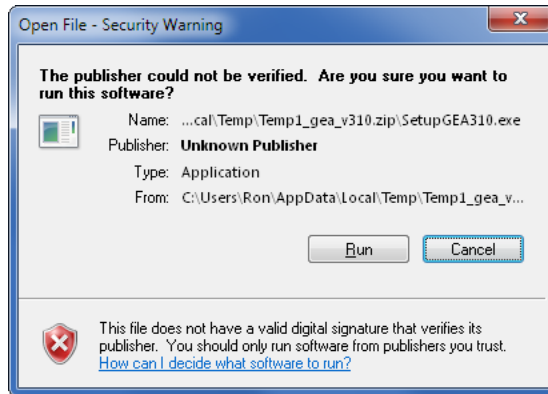 Open File - Security Warning
The publisher could not be verified. Are you sure you want to
run this software?
Name: ...cal\Temp\Temp1_gea_v310.zip\SetupGEA310.exe
Publisher: Unknown Publisher
Type: Application
From: C:\Users\Ron\AppData\Local\Temp\Temp1_gea_v...
Run Cancel
This file does not have a valid digital signature that verifies its
publisher. You should only run software from publishers you trust.
How can I decide what software to run?